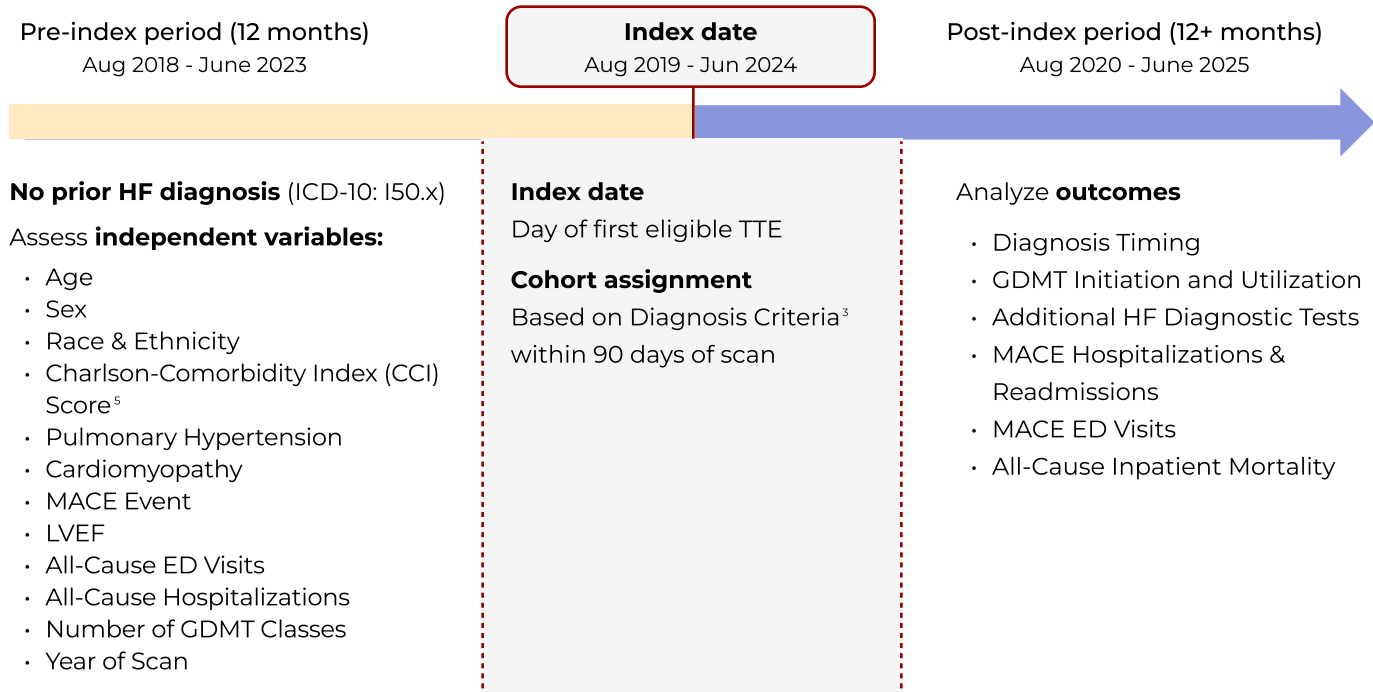 Pre-index period (12 months)
Aug 2018 - June 2023
Index date
Aug 2019 - Jun 2024
Post-index period (12+ months)
Aug 2020 - June 2025
No prior HF diagnosis (ICD-10: I50.x)
Assess independent variables:
• Age
• Sex
• Race & Ethnicity
• Charlson-Comorbidity Index (CCI)
Score⁵
• Pulmonary Hypertension
• Cardiomyopathy
• MACE Event
• LVEF
• All-Cause ED Visits
• All-Cause Hospitalizations
• Number of GDMT Classes
• Year of Scan
Index date
Day of first eligible TTE
Cohort assignment
Based on Diagnosis Criteria³
within 90 days of scan
Analyze outcomes
• Diagnosis Timing
• GDMT Initiation and Utilization
• Additional HF Diagnostic Tests
• MACE Hospitalizations &
Readmissions
• MACE ED Visits
• All-Cause Inpatient Mortality